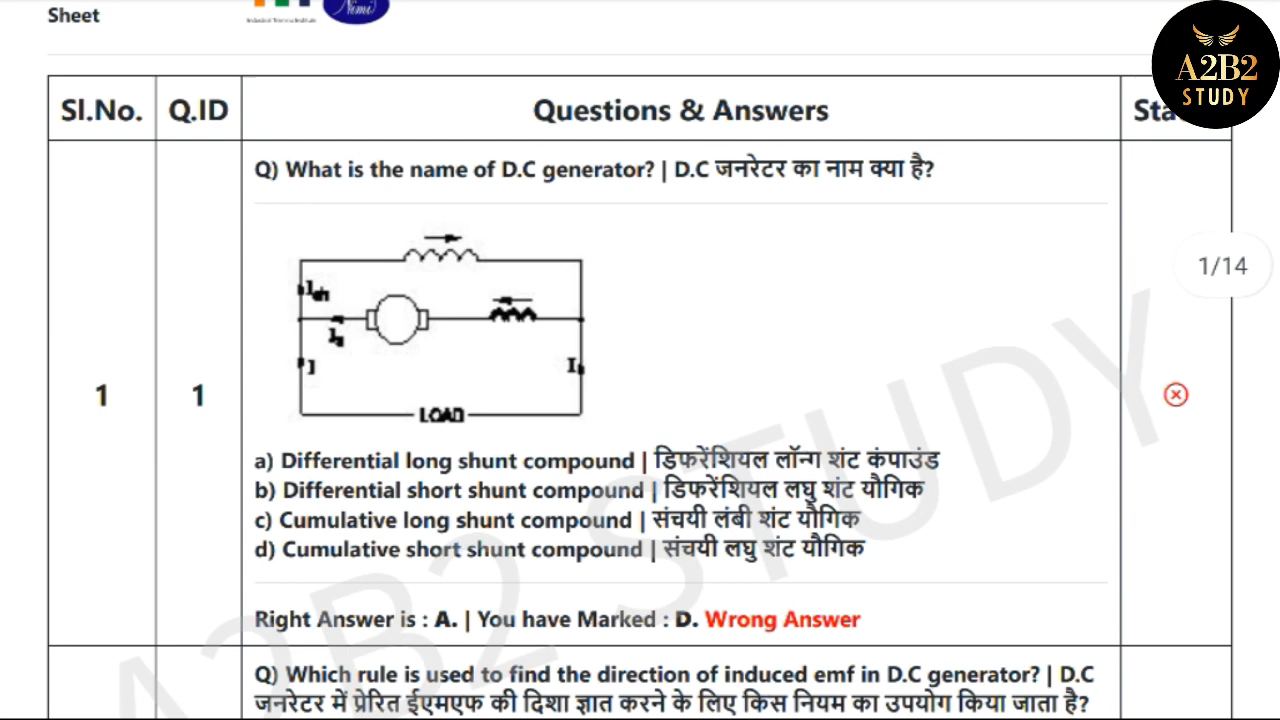 Sheet
Nimi
A2B2
STUDY
Sl.No. Q.ID Questions & Answers
Q) What is the name of D.C generator? | D.C जनरेटर का नाम क्या है?
1/14
I
I
LOAD
1 1
a) Differential long shunt compound | डिफरेंशियल लॉन्ग शंट कंपाउंड
b) Differential short shunt compound | डिफरेंशियल लघु शंट यौगिक
c) Cumulative long shunt compound | संचयी लंबी शंट यौगिक
d) Cumulative short shunt compound | संचयी लघु शंट यौगिक
Right Answer is : A. | You have Marked : D. Wrong Answer
Q) Which rule is used to find the direction of induced emf in D.C generator? | D.C
जनरेटर में प्रेरित ईएमएफ की दिशा ज्ञात करने के लिए किस नियम का उपयोग किया जाता है?
A2B2 STUDY